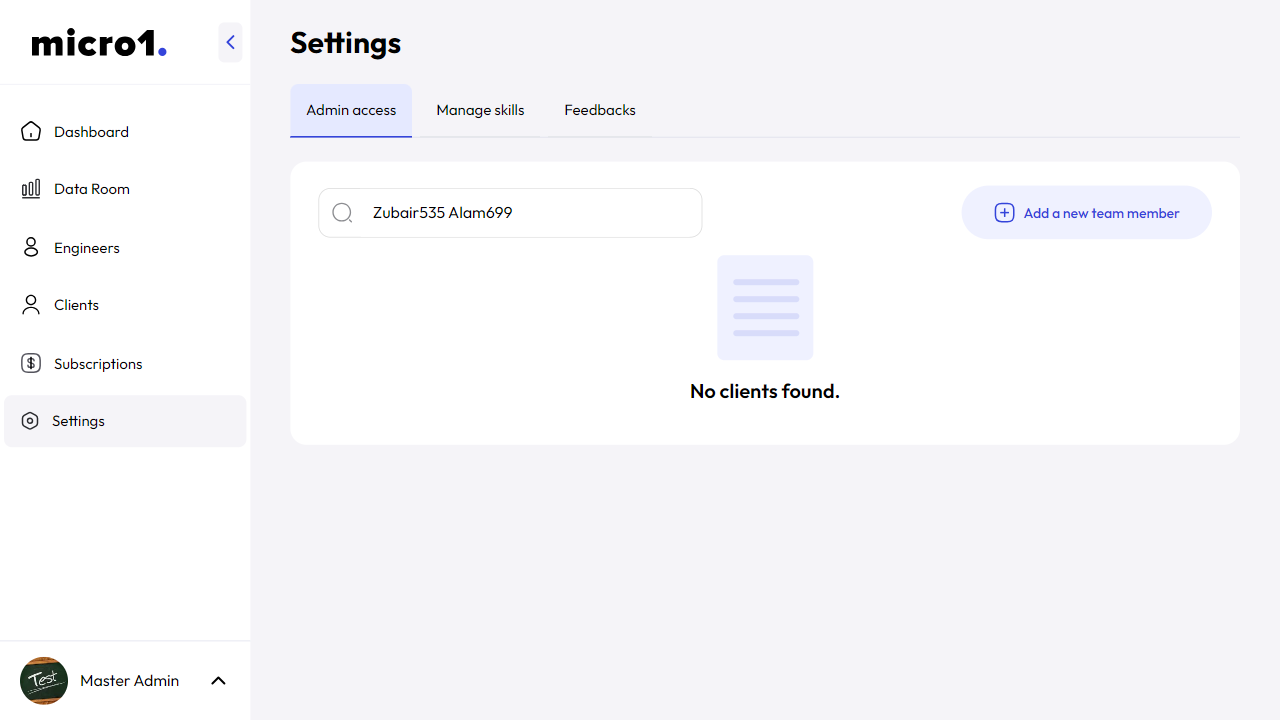 micro1.
Settings
Admin access
Manage skills
Feedbacks
Dashboard
Data Room
Engineers
Clients
Subscriptions
Settings
Zubair535 Alam699
Add a new team member
No clients found.
Test
Master Admin